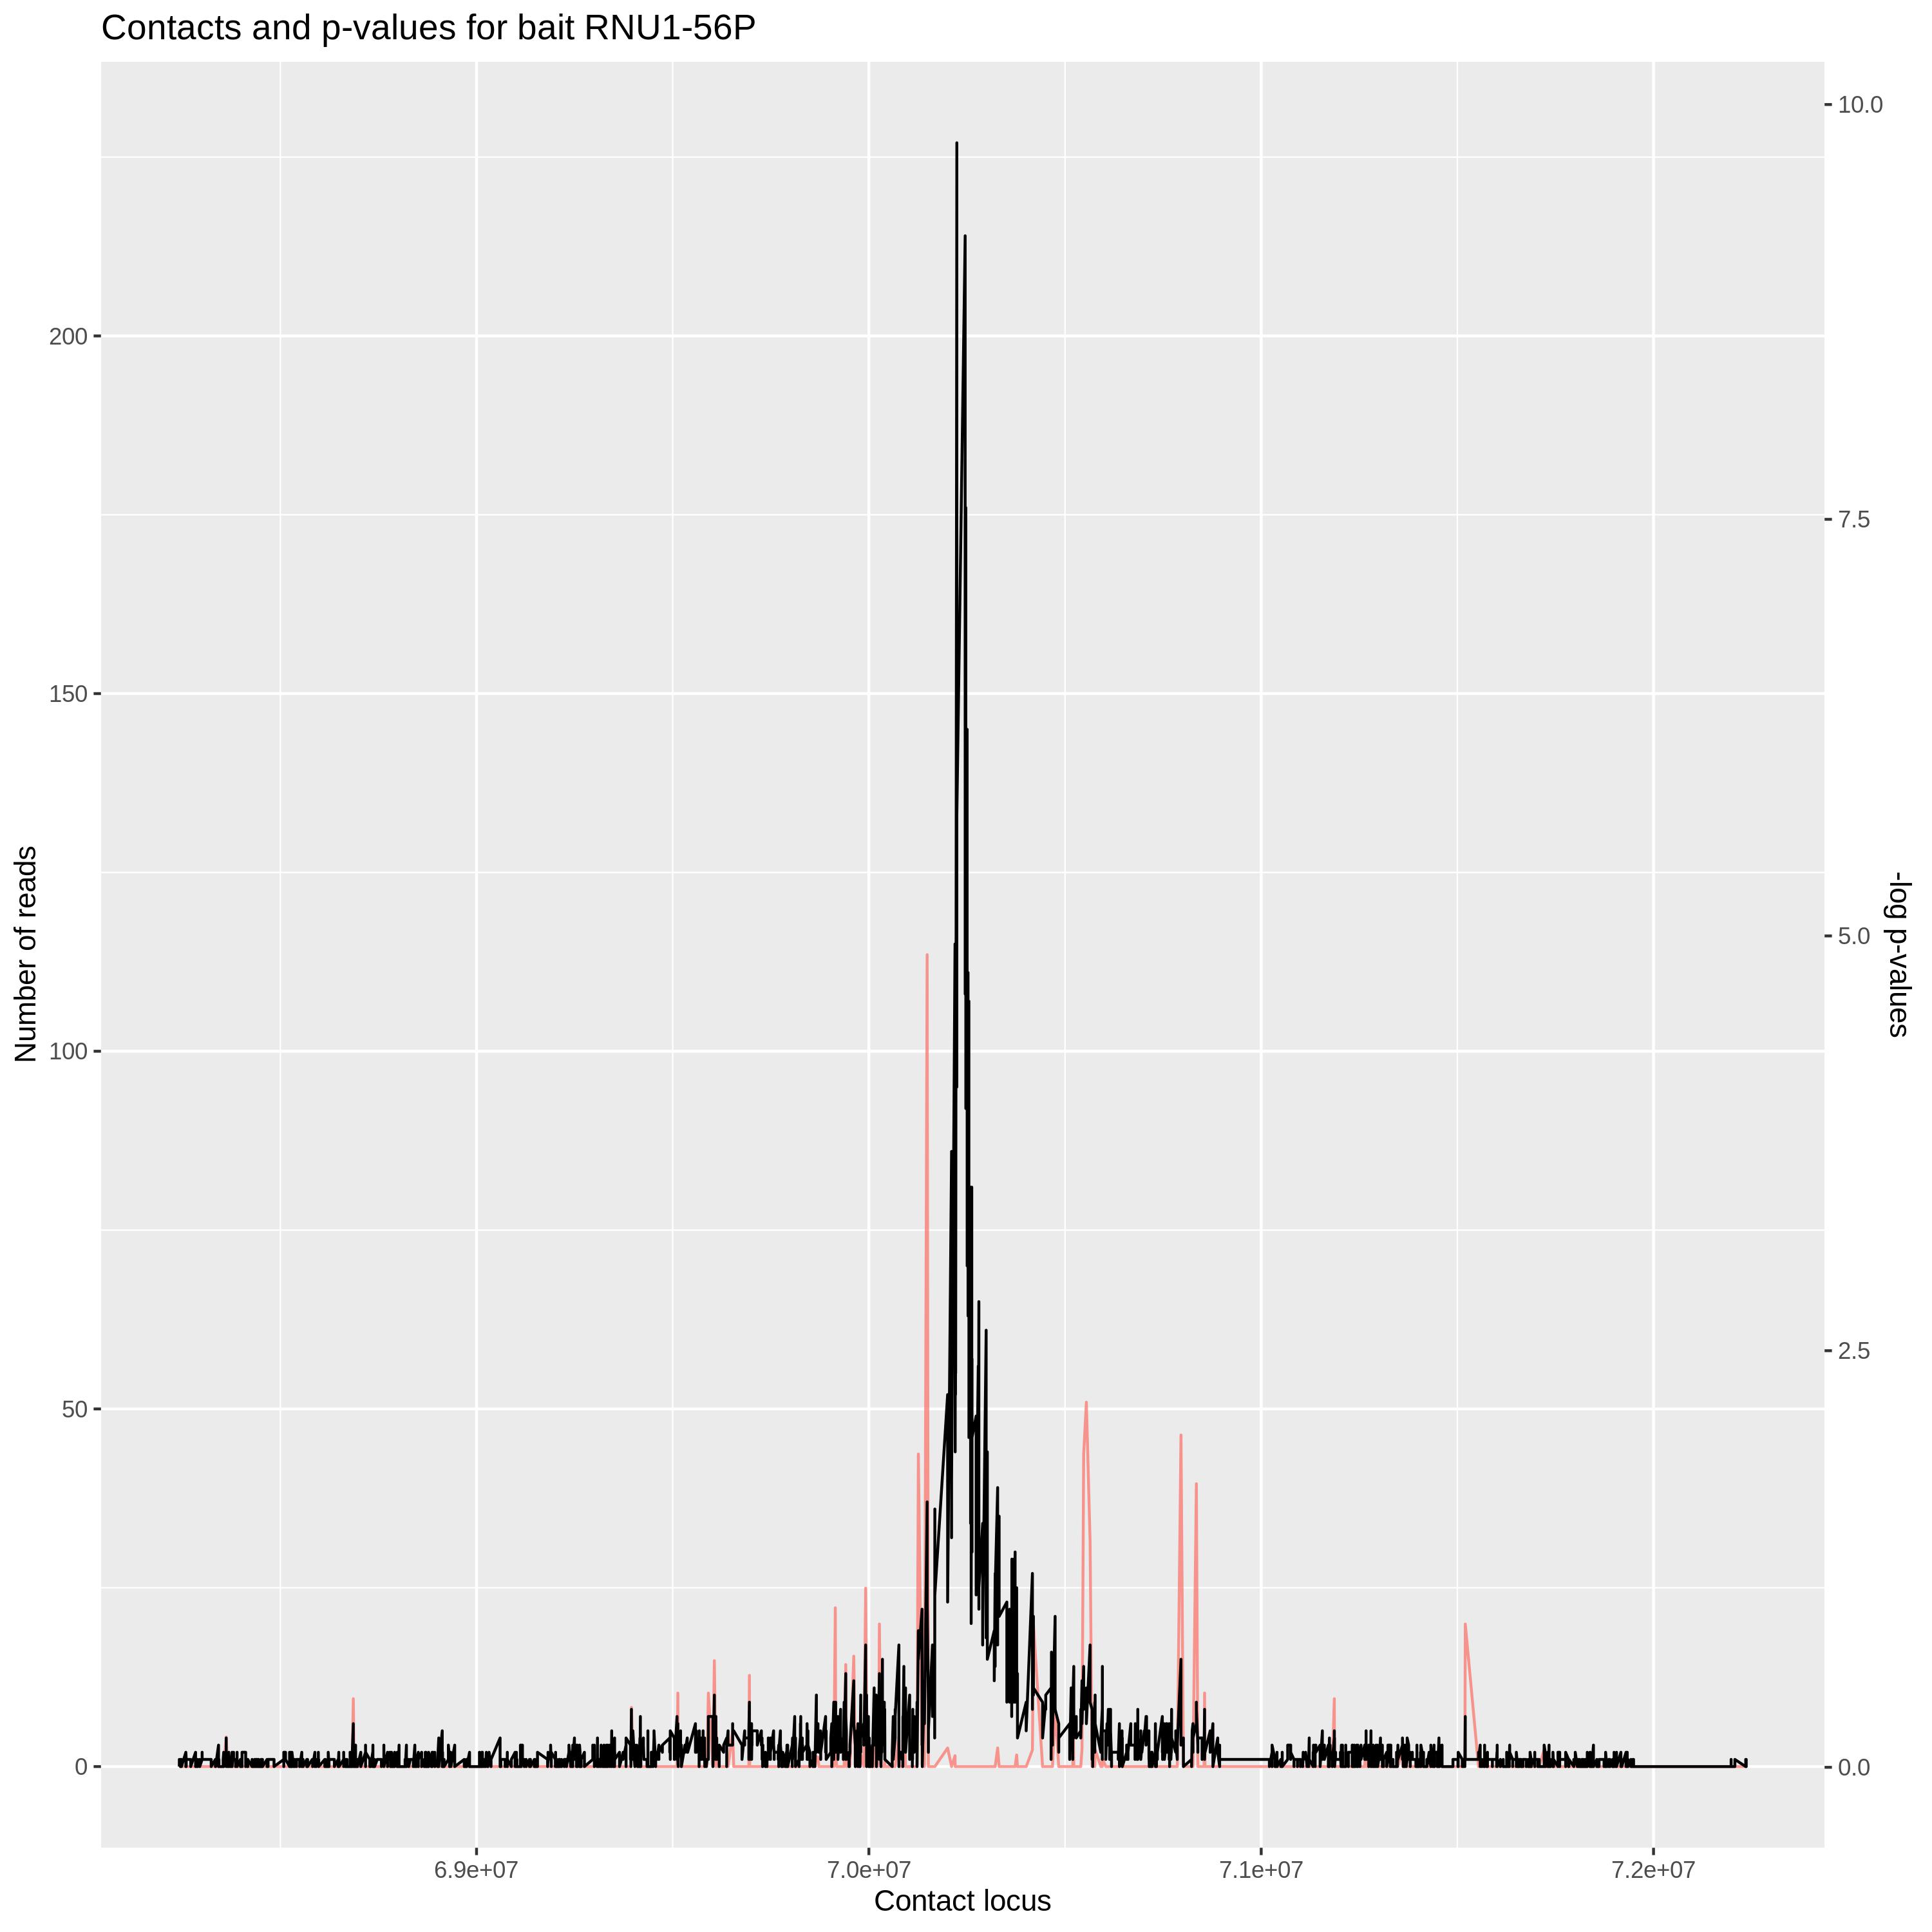 Contacts and p-values for bait RNU1-56P
10.0
200
7.5
150
Number of reads
-log p-values
5.0
100
2.5
50
0
0.0
6.9e+07 7.0e+07 7.1e+07 7.2e+07
Contact locus